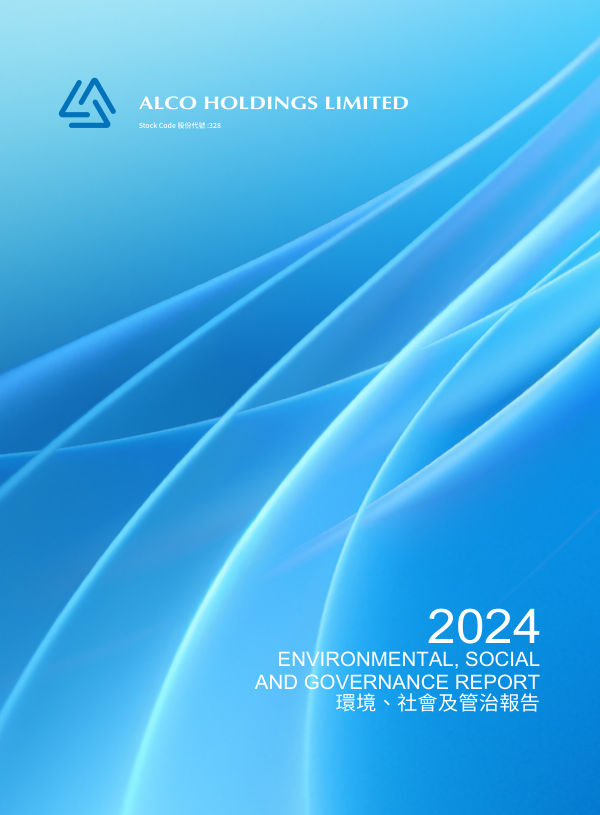 ALCO HOLDINGS LIMITED
Stock Code 股份代號 :328
2024
ENVIRONMENTAL, SOCIAL
AND GOVERNANCE REPORT
環境、社會及管治報告